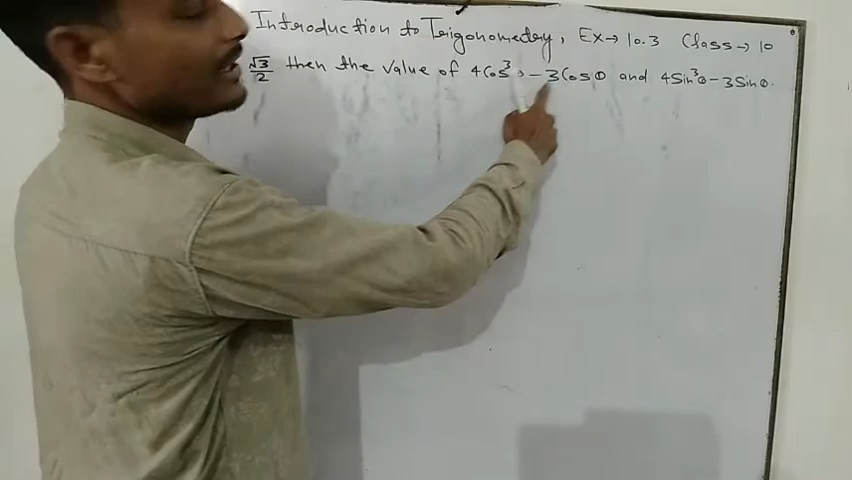 Introduction to Trigonometry, Ex→ 10.3 Class→ 10
√3/2 then the value of 4Cos³θ-3Cosθ and 4Sin³θ-3Sinθ.